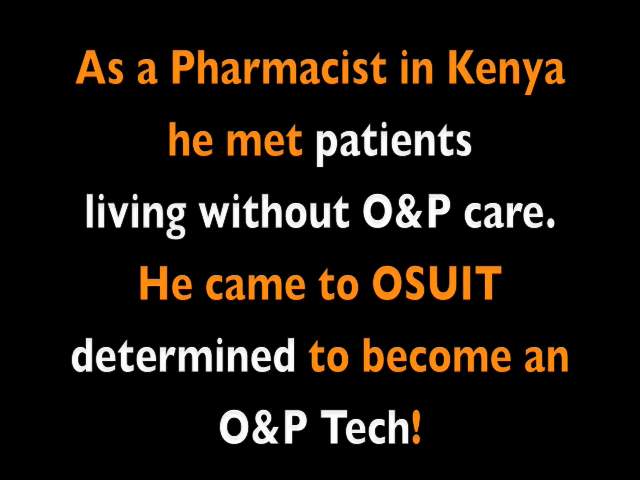 As a Pharmacist in Kenya
he met patients
living without O&P care.
He came to OSUIT
determined to become an
O&P Tech!